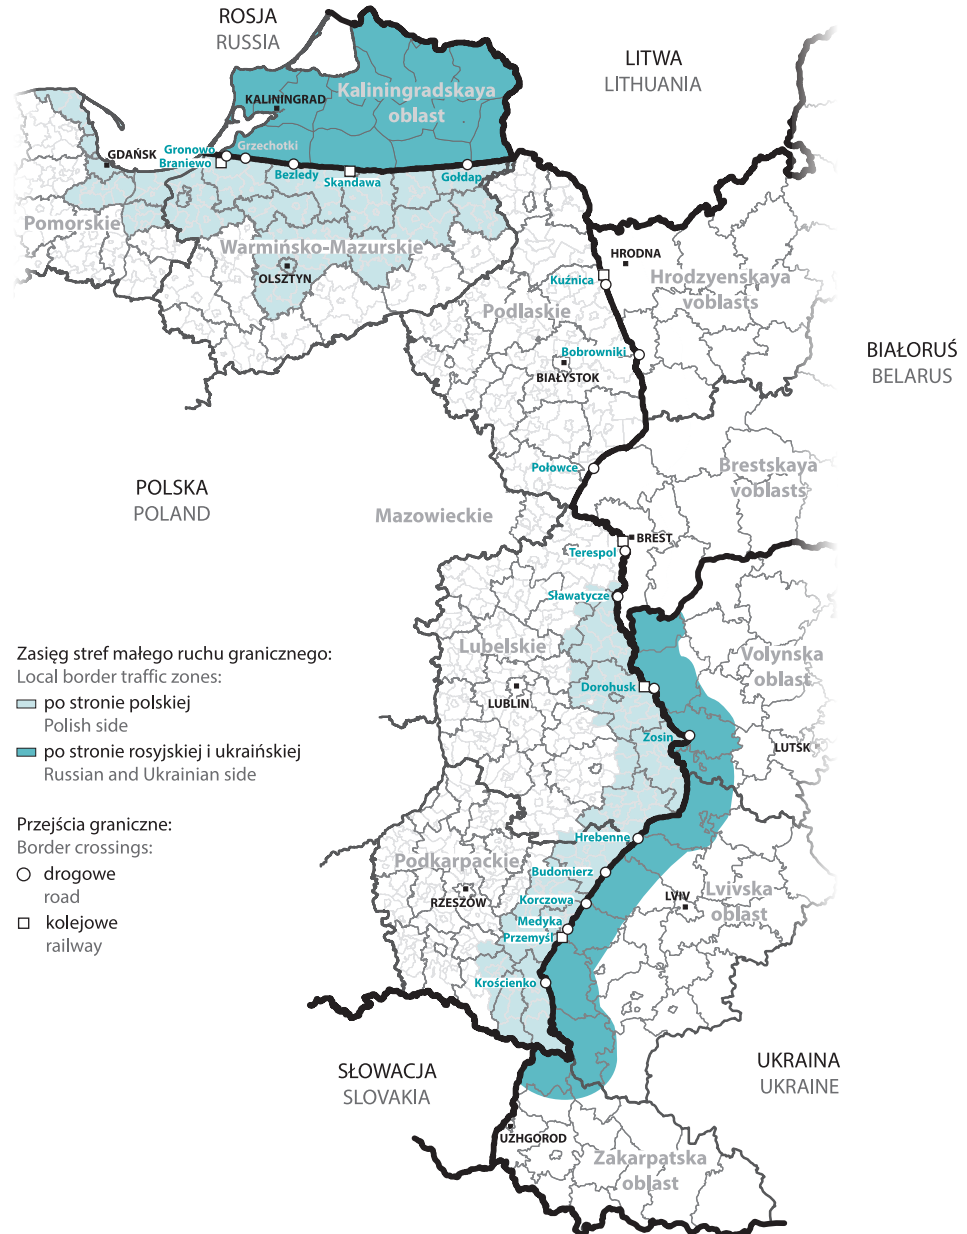 ROSJA
RUSSIA
LITWA
LITHUANIA
Kaliningradskaya
oblast
KALININGRAD
GDAŃSK
Gronowo
Braniewo
Grzechotki
Bezledy
Skandawa
Gołdap
Pomorskie
Warmińsko-Mazurskie
OLSZTYN
HRODNA
Kuźnica
Hrodzyenskaya
voblasts
Podlaskie
Bobrowniki
BIAŁYSTOK
BIAŁORUŚ
BELARUS
Połowce
Brestskaya
voblasts
POLSKA
POLAND
Mazowieckie
BREST
Terespol
Sławatycze
Lubelskie
Volynska
oblast
Zasięg stref małego ruchu granicznego:
Local border traffic zones:
po stronie polskiej
Polish side
po stronie rosyjskiej i ukraińskiej
Russian and Ukrainian side
Dorohusk
LUBLIN
Zosin
LUTSK
Przejścia graniczne:
Border crossings:
drogowe
road
kolejowe
railway
Hrebenne
Podkarpackie
Budomierz
RZESZÓW
Korczowa
LVIV
Lvivska
oblast
Medyka
Przemyśl
Krościenko
SŁOWACJA
SLOVAKIA
UKRAINA
UKRAINE
UZHGOROD
Zakarpatska
oblast